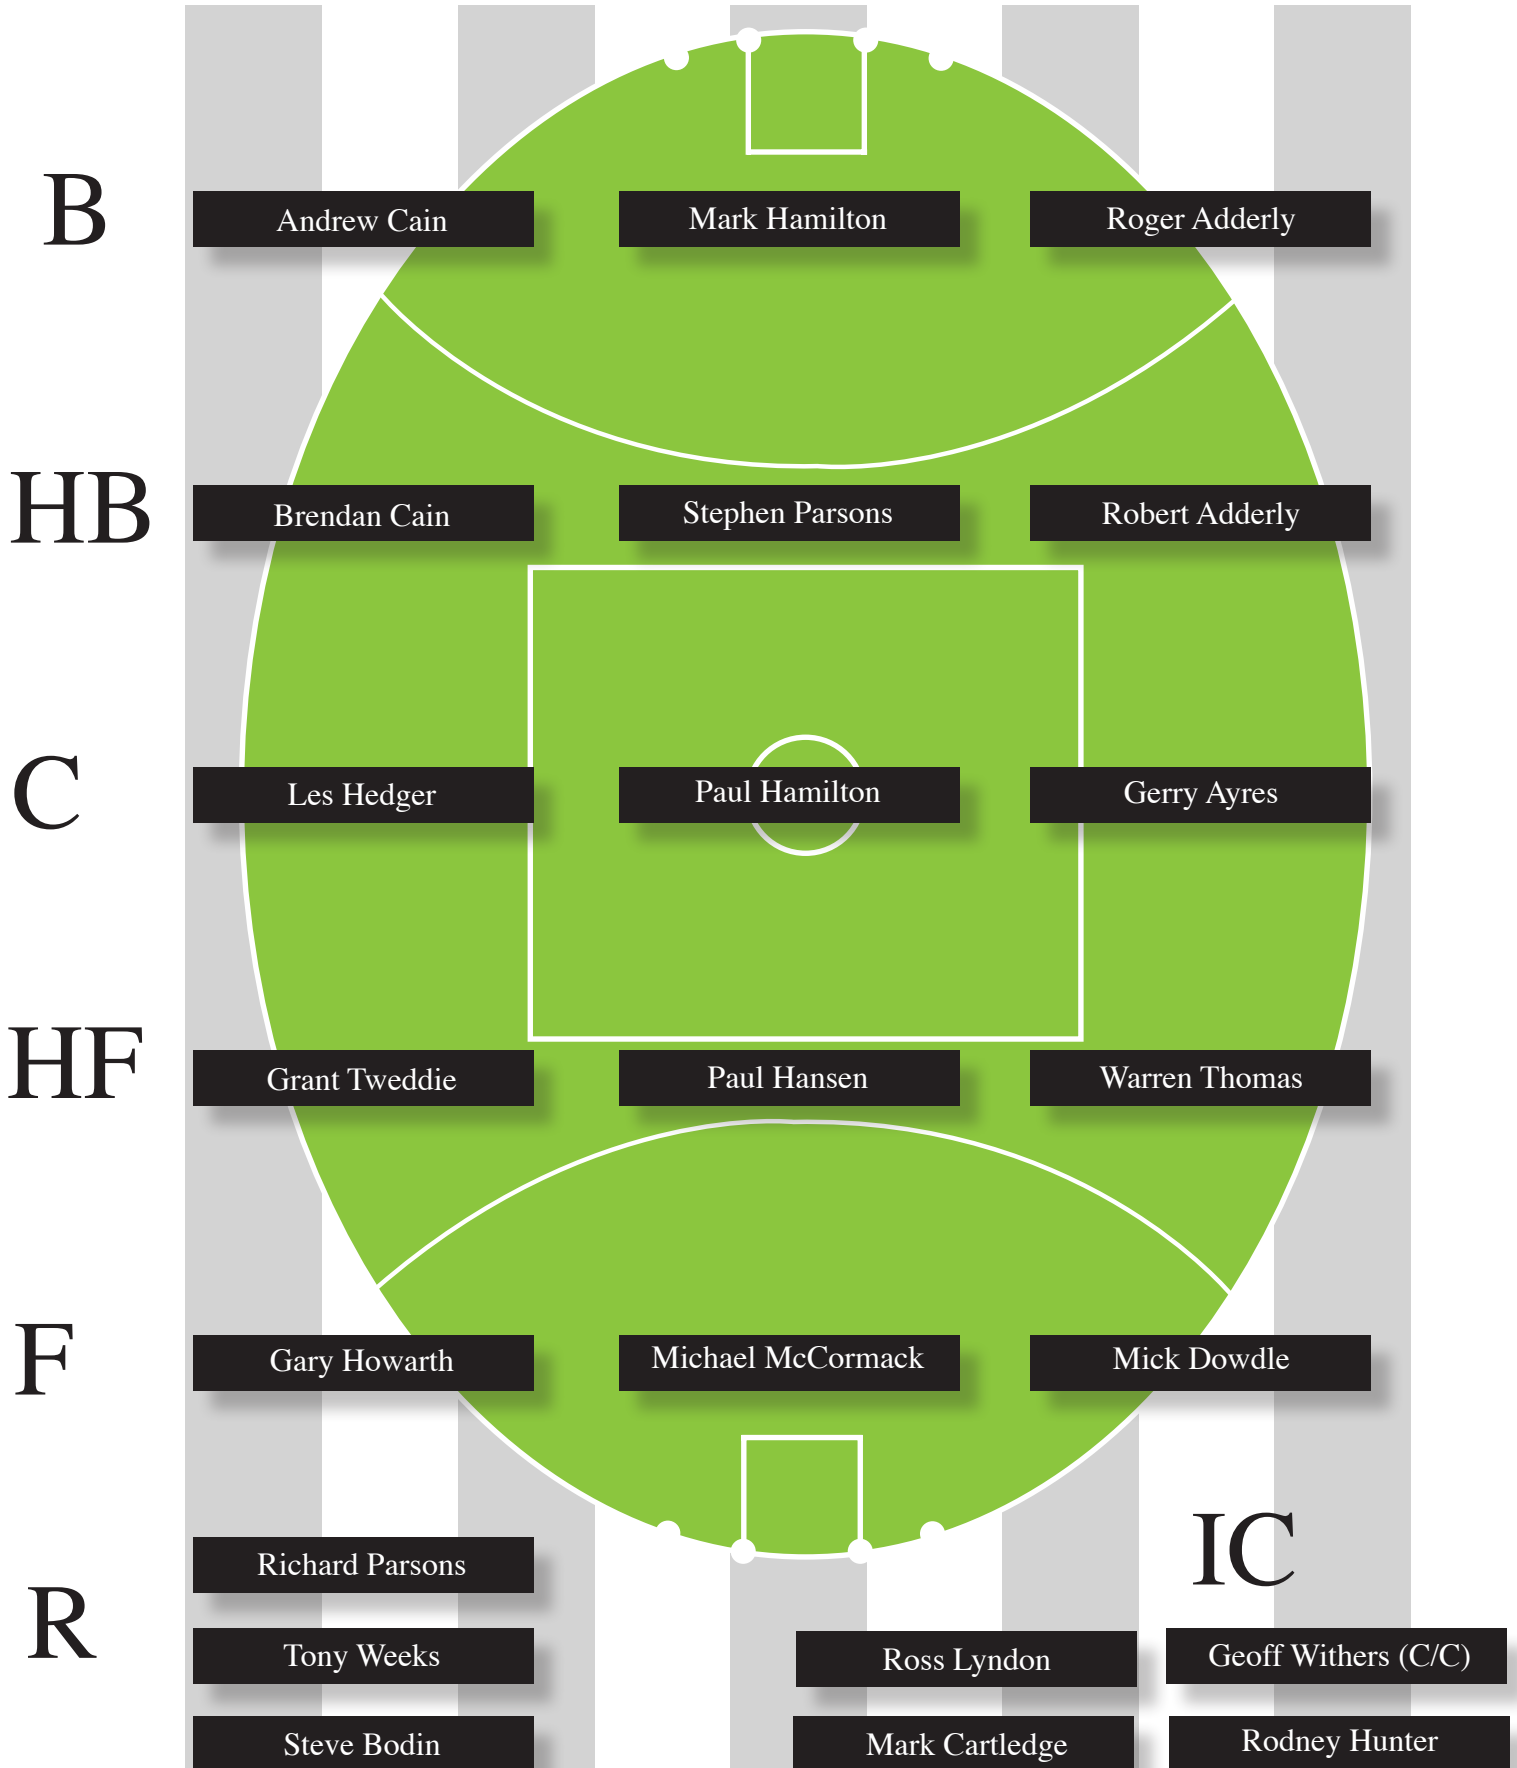 B
Andrew Cain
Mark Hamilton
Roger Adderly
HB
Brendan Cain
Stephen Parsons
Robert Adderly
C
Les Hedger
Paul Hamilton
Gerry Ayres
HF
Grant Tweddie
Paul Hansen
Warren Thomas
F
Gary Howarth
Michael McCormack
Mick Dowdle
R
Richard Parsons
Tony Weeks
Steve Bodin
IC
Ross Lyndon
Geoff Withers (C/C)
Mark Cartledge
Rodney Hunter